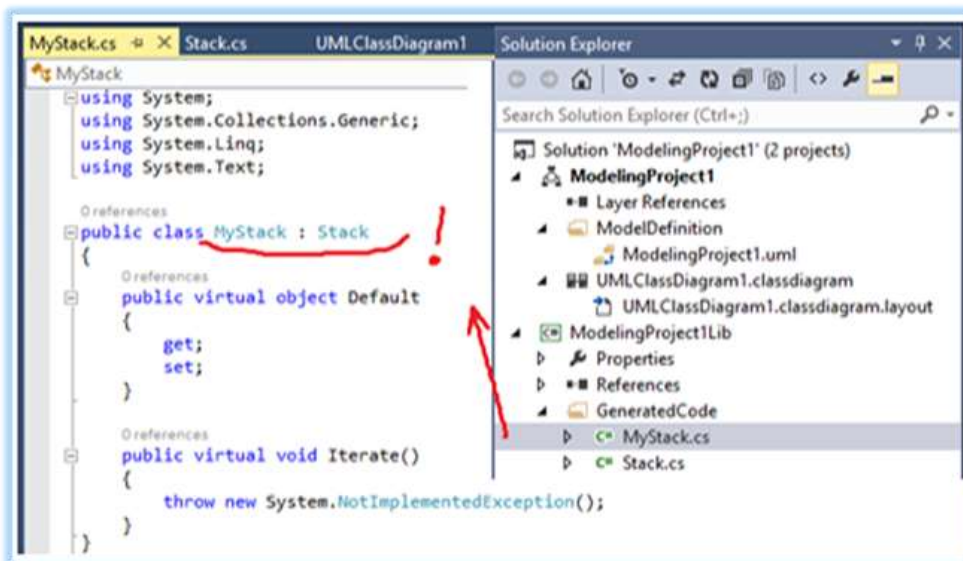 MyStack.cs Stack.cs UMLClassDiagram1
MyStack
using System;
using System.Collections.Generic;
using System.Linq;
using System.Text;
0 references
public class MyStack : Stack
{
0 references
public virtual object Default
{
get;
set;
}
0 references
public virtual void Iterate()
{
throw new System.NotImplementedException();
}
}
!
Solution Explorer
Search Solution Explorer (Ctrl+;)
Solution 'ModelingProject1' (2 projects)
ModelingProject1
Layer References
ModelDefinition
ModelingProject1.uml
UMLClassDiagram1.classdiagram
UMLClassDiagram1.classdiagram.layout
C# ModelingProject1Lib
Properties
References
GeneratedCode
C# MyStack.cs
C# Stack.cs